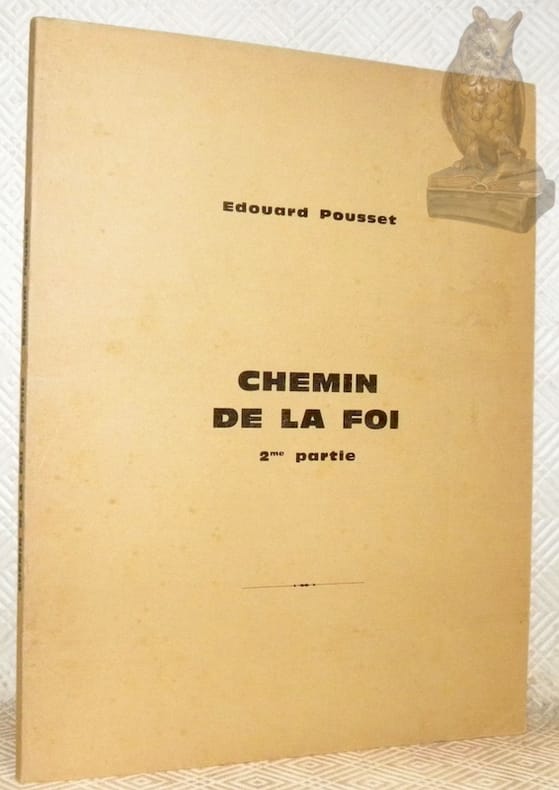 Edouard Pousset
CHEMIN
DE LA FOI
2me partie